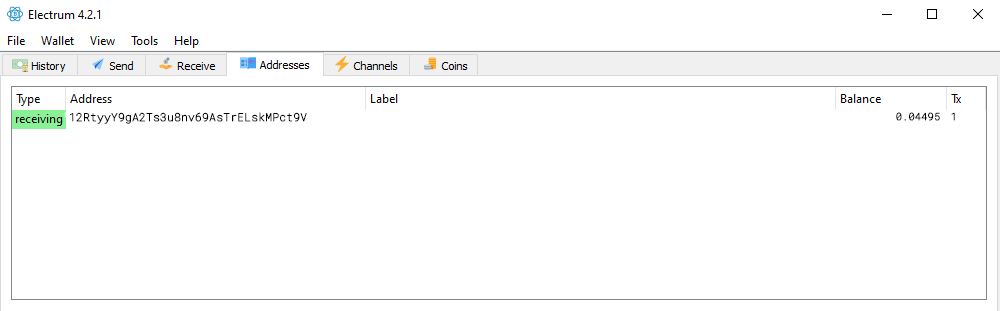 Electrum 4.2.1
File Wallet View Tools Help
History Send Receive Addresses Channels Coins
Type Address Label Balance Tx
receiving 12RtyyY9gA2Ts3u8nv69AsTrELskMPct9V 0.04495 1